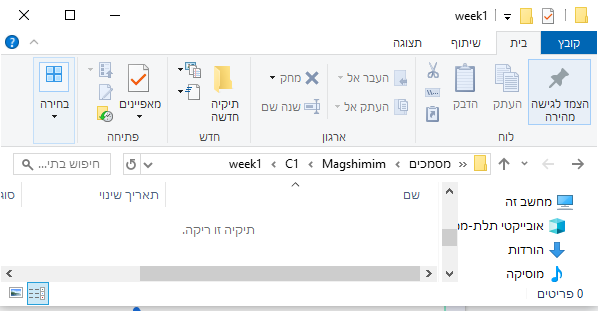 week1
קובץ בית שיתוף תצוגה
הצמד לגישה מהירה
העתק
הדבק
לוח
העבר אל
העתק אל
מחק
שנה שם
ארגון
תיקיה חדשה
חדש
מאפיינים
פתיחה
בחירה
מסמכים Magshimim C1 week1
חיפוש בתי...
שם תאריך שינוי סוג
תיקיה זו ריקה.
מחשב זה
אובייקטי תלת-מ
הורדות
מוסיקה
0 פריטים